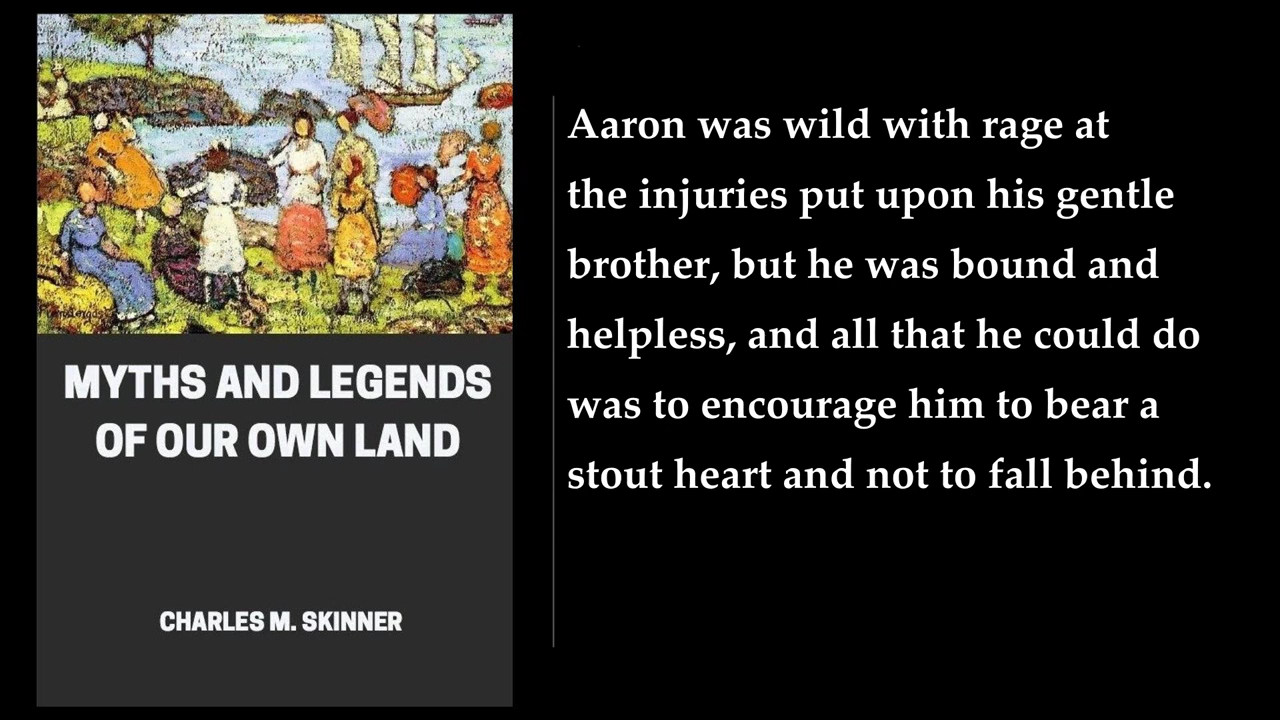 MYTHS AND LEGENDS
OF OUR OWN LAND
CHARLES M. SKINNER
Aaron was wild with rage at
the injuries put upon his gentle
brother, but he was bound and
helpless, and all that he could do
was to encourage him to bear a
stout heart and not to fall behind.